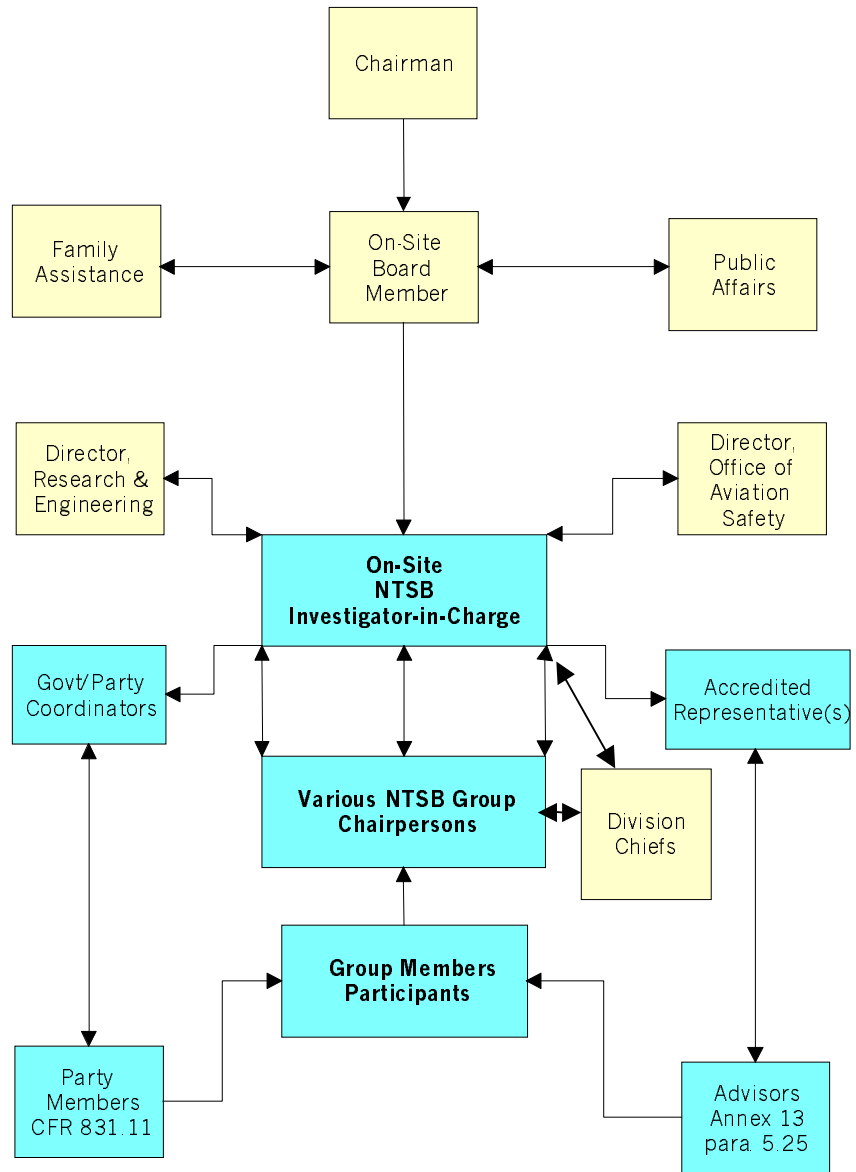 Chairman
Family
Assistance
On-Site
Board
Member
Public
Affairs
Director,
Research &
Engineering
Director,
Office of
Aviation
Safety
On-Site
NTSB
Investigator-in-Charge
Govt/Party
Coordinators
Accredited
Representative(s)
Various NTSB Group
Chairpersons
Division
Chiefs
Group Members
Participants
Party
Members
CFR 831.11
Advisors
Annex 13
para. 5.25